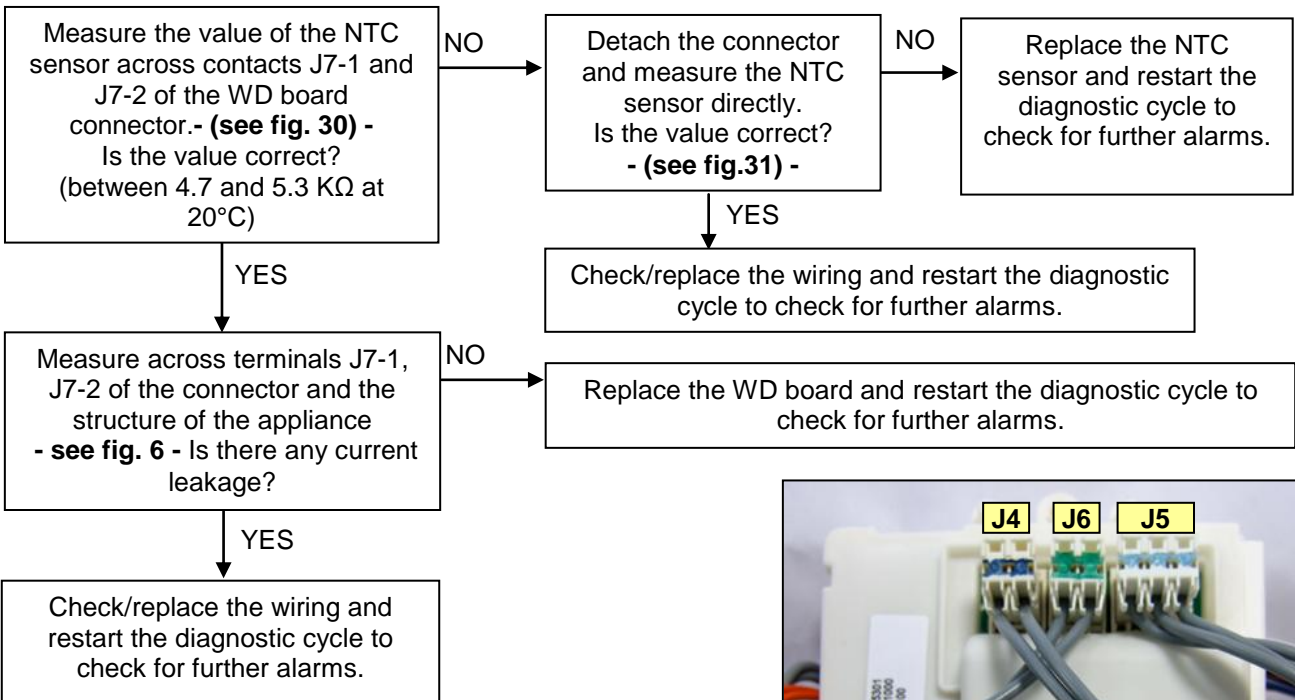 Measure the value of the NTC
sensor across contacts J7-1 and
J7-2 of the WD board
connector.- (see fig. 30) -
Is the value correct?
(between 4.7 and 5.3 KΩ at
20°C)
NO
Detach the connector
and measure the NTC
sensor directly.
Is the value correct?
- (see fig.31) -
NO
Replace the NTC
sensor and restart the
diagnostic cycle to
check for further alarms.
YES
Check/replace the wiring and restart the diagnostic
cycle to check for further alarms.
YES
Measure across terminals J7-1,
J7-2 of the connector and the
structure of the appliance
- see fig. 6 - Is there any current
leakage?
NO
Replace the WD board and restart the diagnostic cycle to
check for further alarms.
YES
Check/replace the wiring and
restart the diagnostic cycle to
check for further alarms.
J4
J6
J5